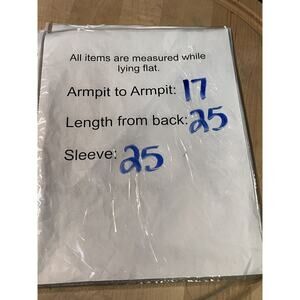 All items are measured while
lying flat.
Armpit to Armpit: 17
Length from back: 25
Sleeve: 25